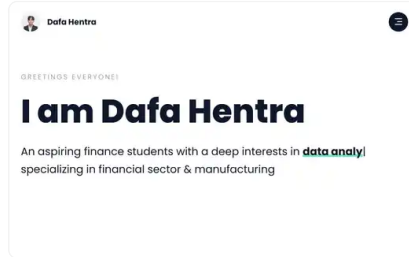 Dafa Hentra
GREETINGS EVERYONE!
I am Dafa Hentra
An aspiring finance students with a deep interests in data analy|
specializing in financial sector & manufacturing